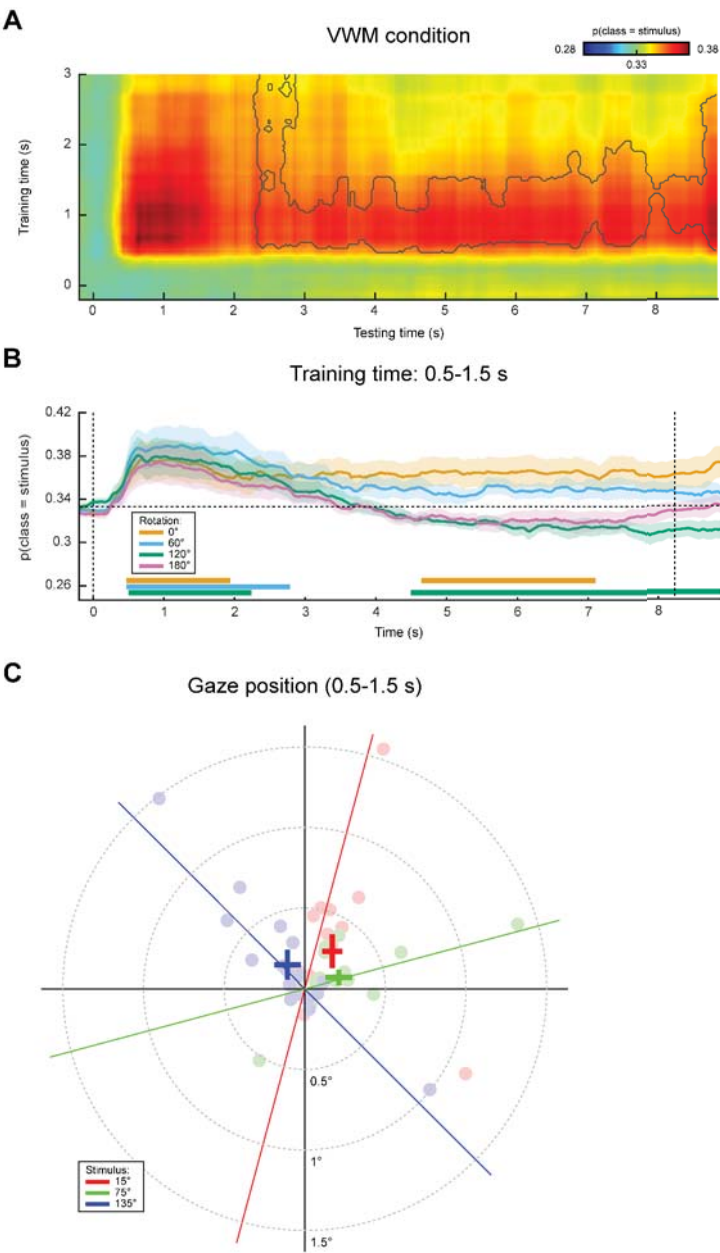 A
VWM condition
p(class = stimulus)
0.28
0.38
0.33
3
2
1
0
Training time (s)
0 1 2 3 4 5 6 7 8
Testing time (s)
B
Training time: 0.5-1.5 s
0.42
0.38
0.34
0.3
0.26
p(class = stimulus)
Rotation:
0°
60°
120°
180°
0 1 2 3 4 5 6 7 8
Time (s)
C
Gaze position (0.5-1.5 s)
0.5°
1°
1.5°
Stimulus:
15°
75°
135°